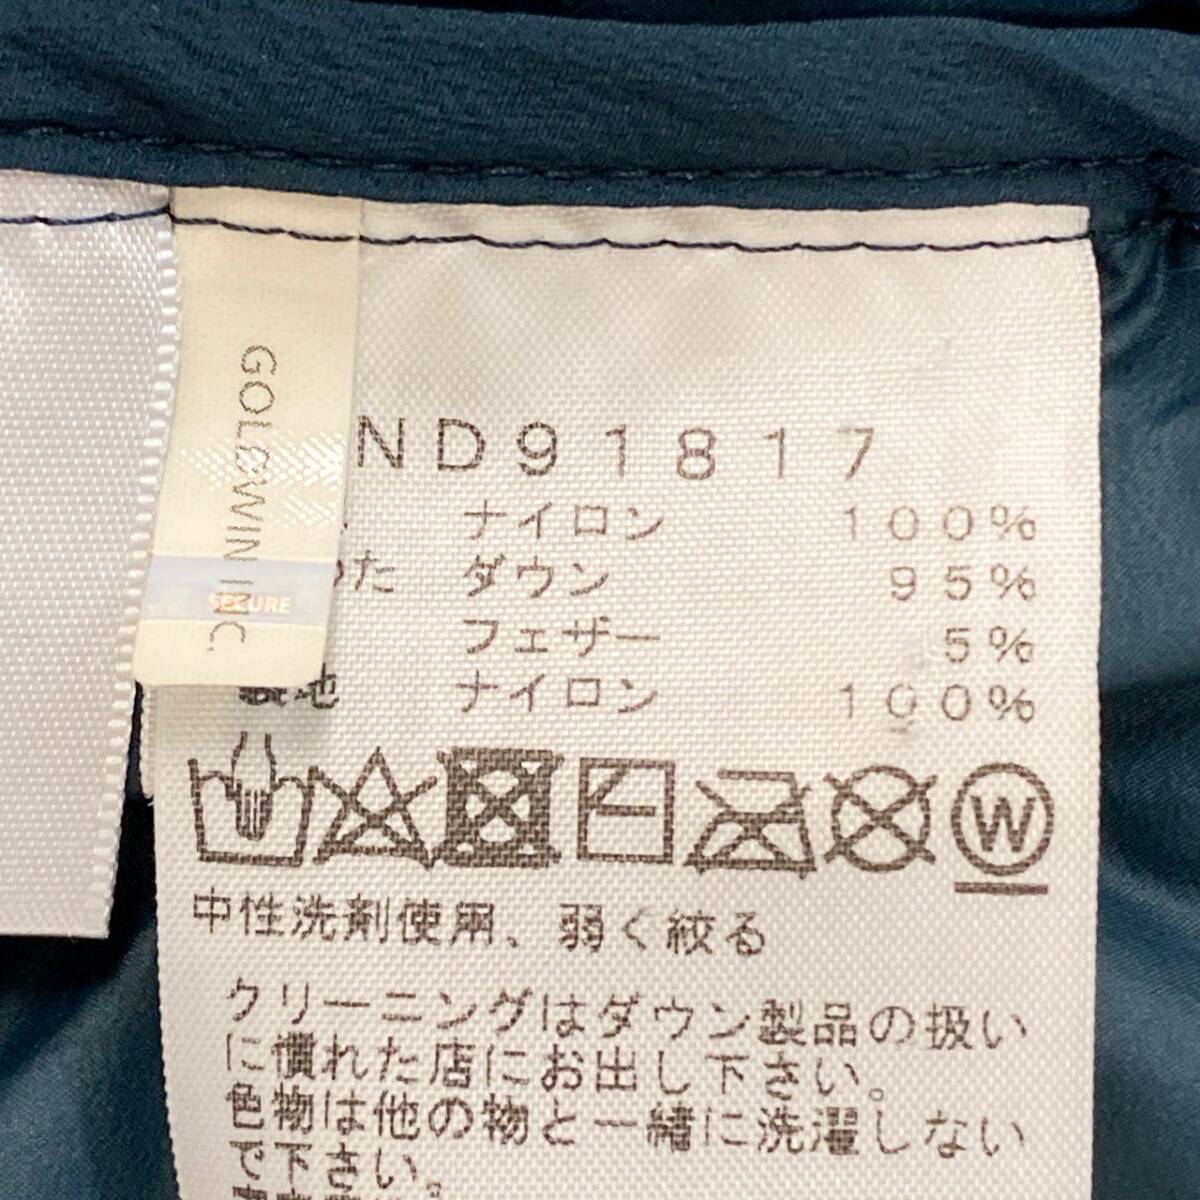 GOLDWIN INC.
SECURE
ND91817
ナイロン 100%
わた ダウン 95%
フェザー 5%
裏地 ナイロン 100%
W
中性洗剤使用、弱く絞る
クリーニングはダウン製品の扱い
に慣れた店にお出し下さい。
色物は他の物と一緒に洗濯しない
で下さい。